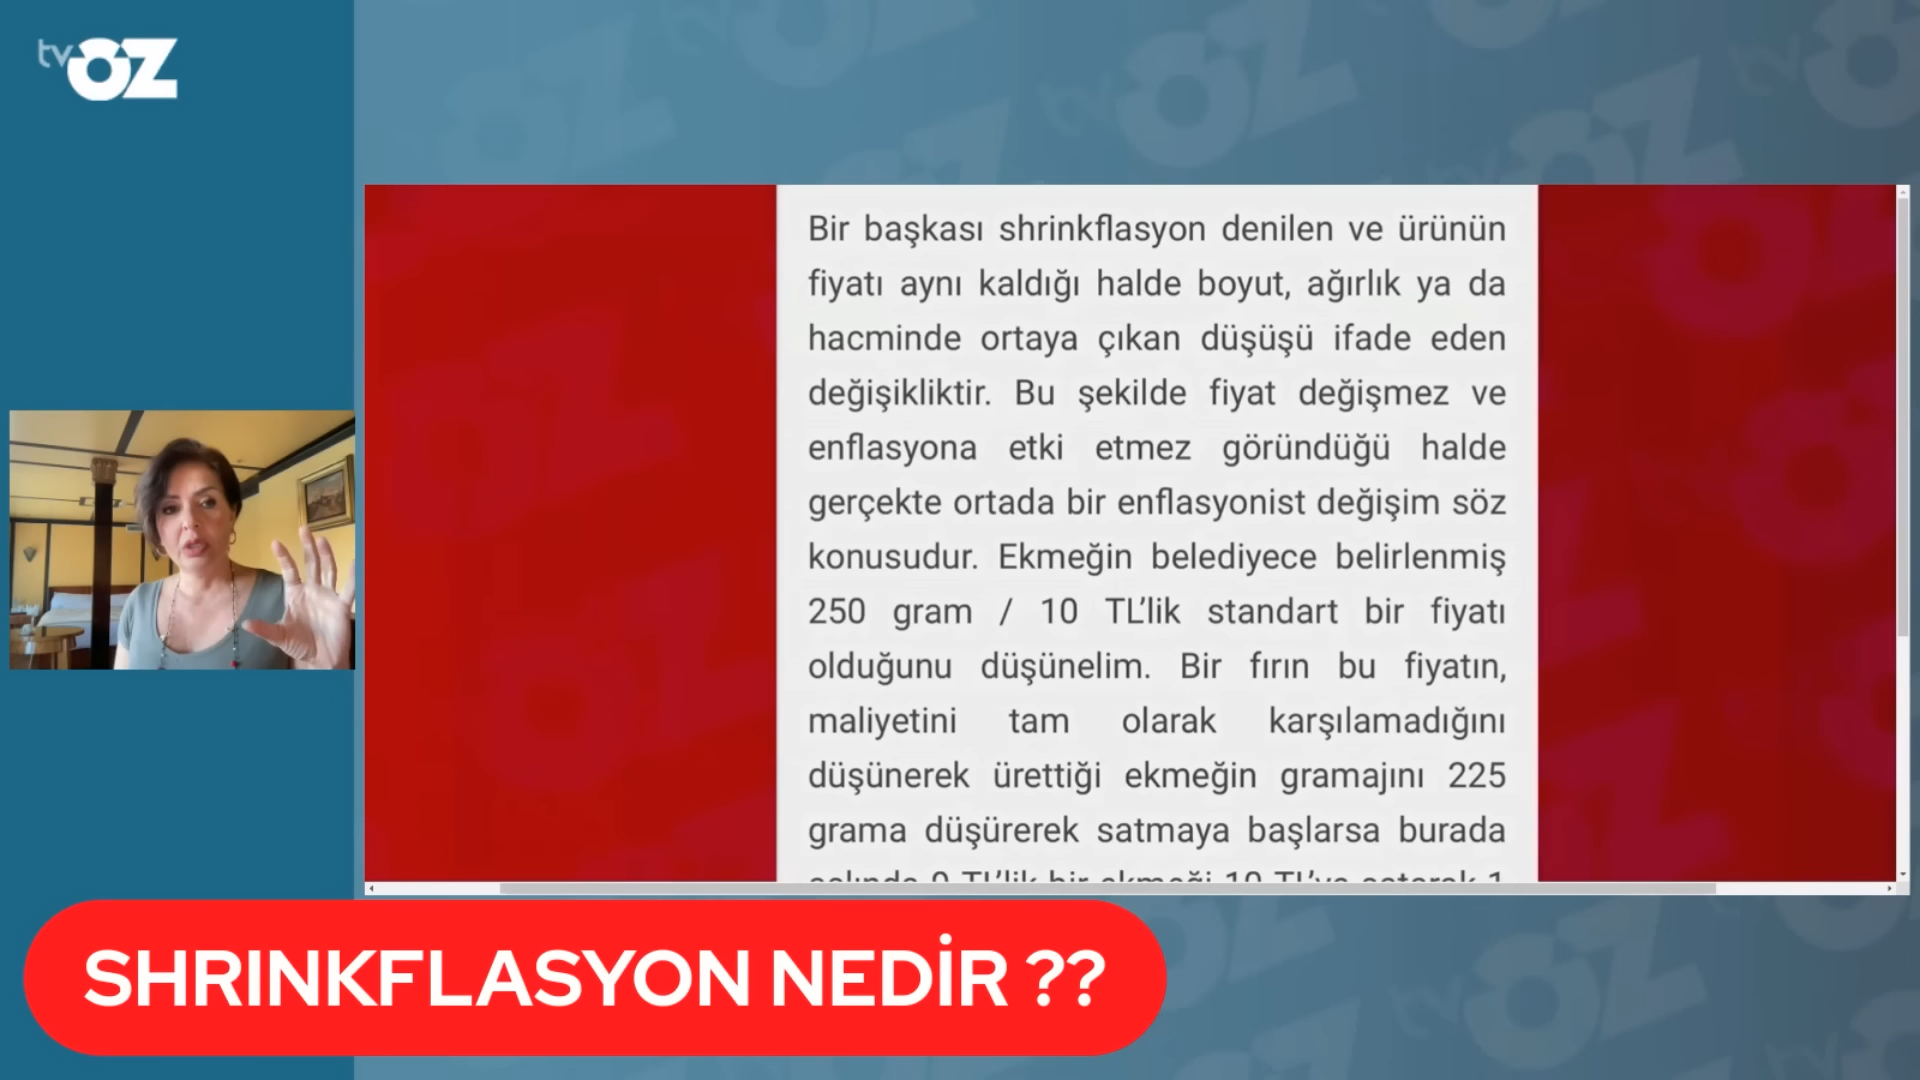 tv ÖZ
Bir başkası shrinkflasyon denilen ve ürünün
fiyatı aynı kaldığı halde boyut, ağırlık ya da
hacminde ortaya çıkan düşüşü ifade eden
değişikliktir. Bu şekilde fiyat değişmez ve
enflasyona etki etmez göründüğü halde
gerçekte ortada bir enflasyonist değişim söz
konusudur. Ekmeğin belediyece belirlenmiş
250 gram / 10 TL’lik standart bir fiyatı
olduğunu düşünelim. Bir fırın bu fiyatın,
maliyetini tam olarak karşılamadığını
düşünerek ürettiği ekmeğin gramajını 225
grama düşürerek satmaya başlarsa burada
SHRINKFLASYON NEDİR ??